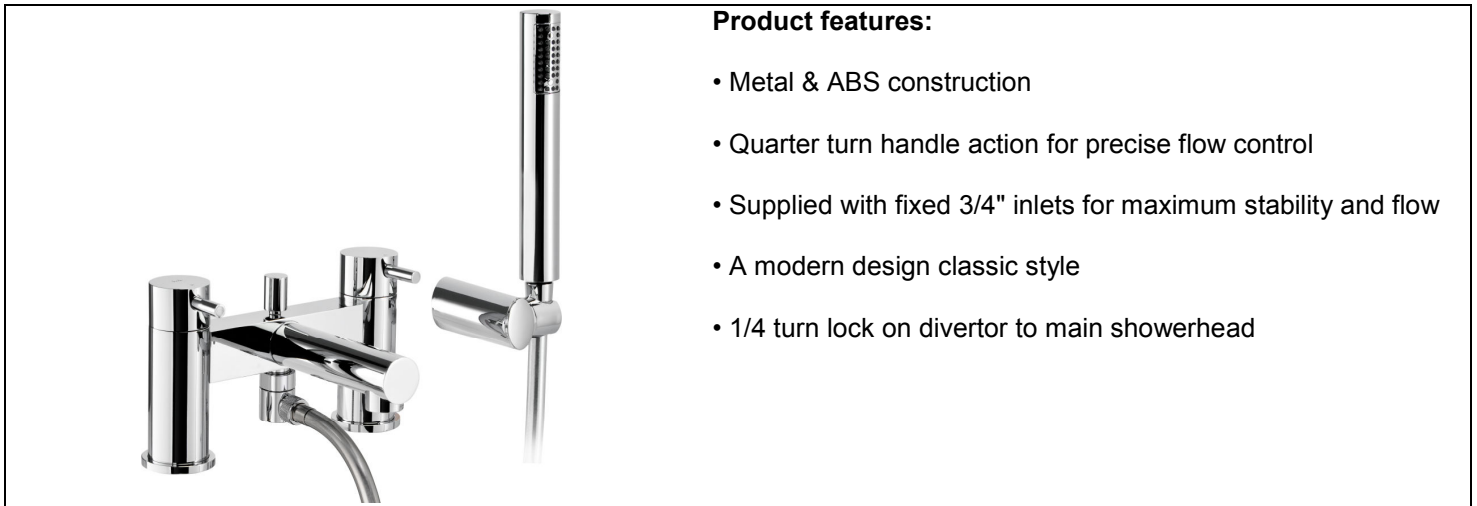 Product features:
• Metal & ABS construction
• Quarter turn handle action for precise flow control
• Supplied with fixed 3/4" inlets for maximum stability and flow
• A modern design classic style
• 1/4 turn lock on divertor to main showerhead